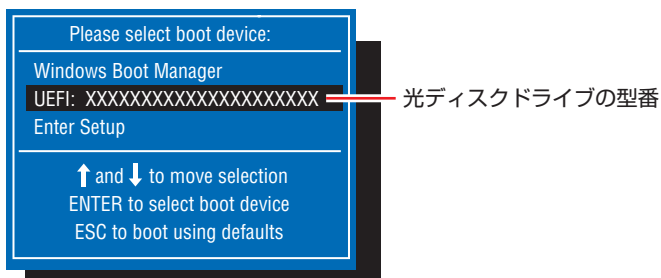 Please select boot device:
Windows Boot Manager
UEFI: XXXXXXXXXXXXXXXXXXXXX
光ディスクドライブの型番
Enter Setup
↑ and ↓ to move selection
ENTER to select boot device
ESC to boot using defaults